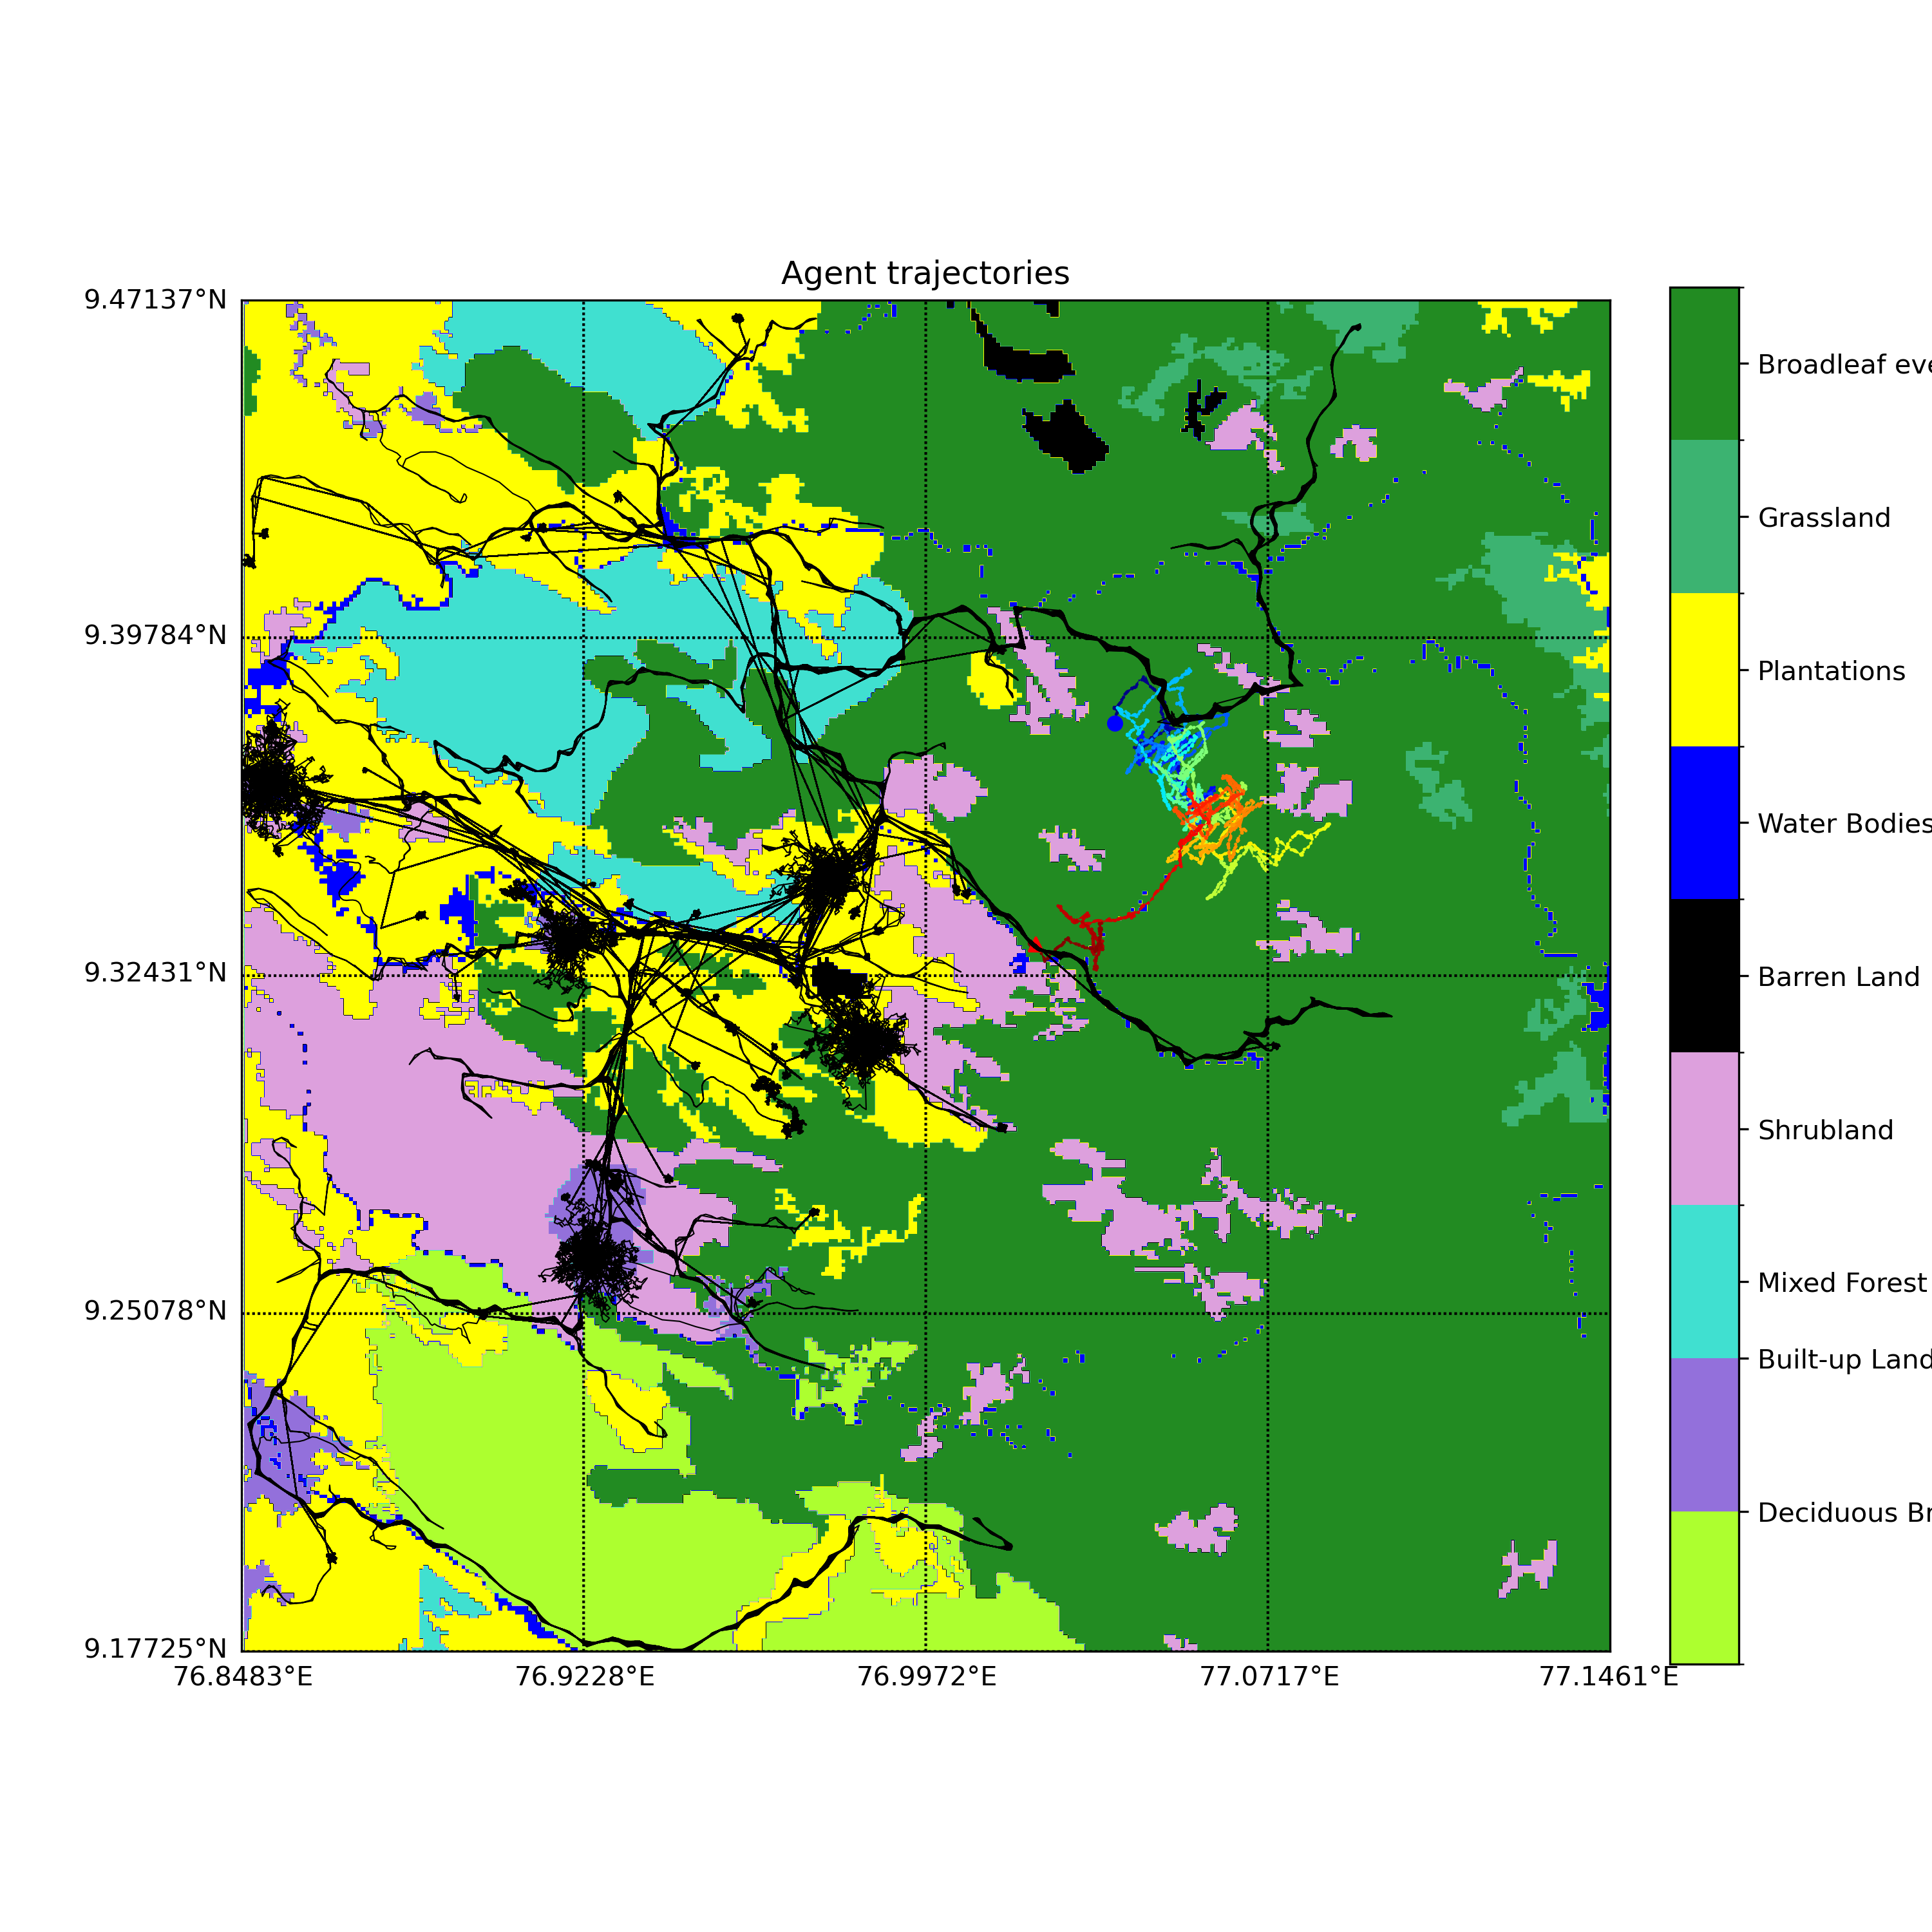 Agent trajectories
9.47137°N
9.39784°N
9.32431°N
9.25078°N
9.17725°N
76.8483°E
76.9228°E
76.9972°E
77.0717°E
77.1461°E
Broadleaf eve
Grassland
Plantations
Water Bodies
Barren Land
Shrubland
Mixed Forest
Built-up Land
Deciduous Br